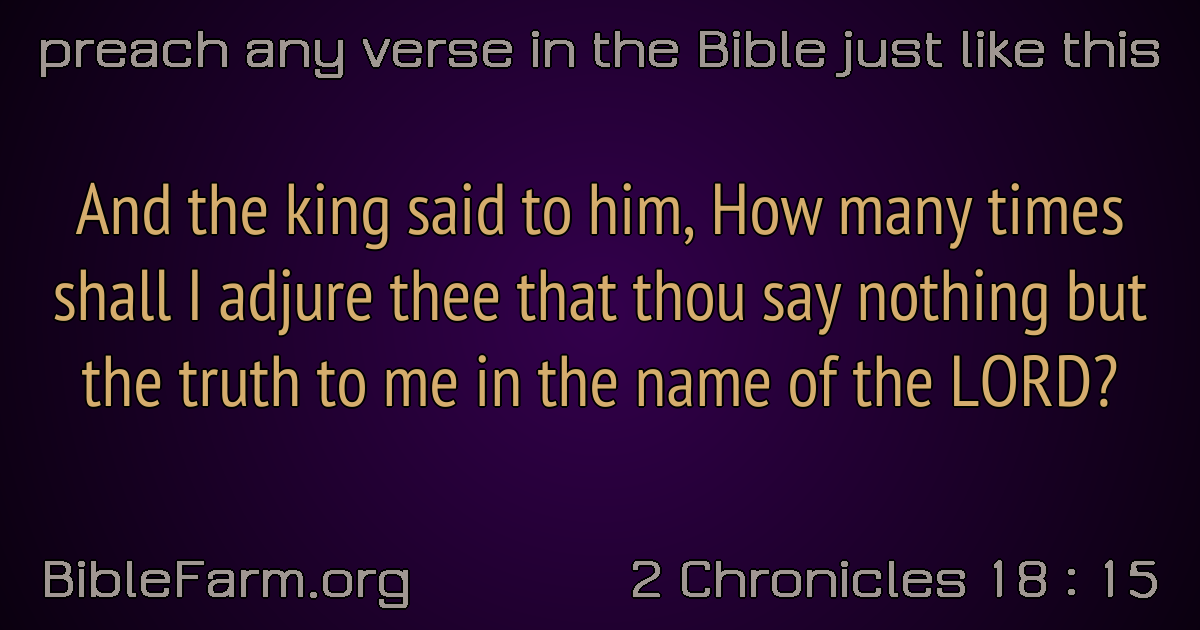 preach any verse in the Bible just like this
And the king said to him, How many times
shall I adjure thee that thou say nothing but
the truth to me in the name of the LORD?
BibleFarm.org
2 Chronicles 18 : 15